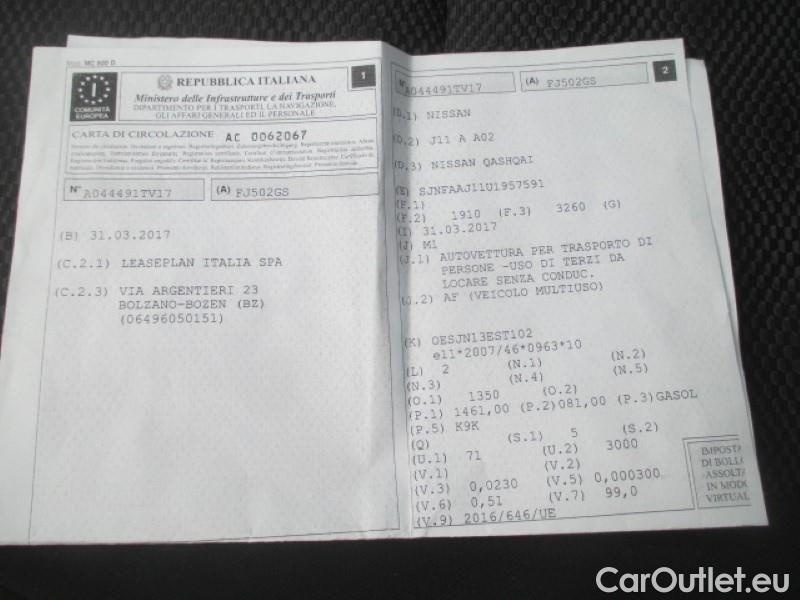 Mod. MC 820 D
I
COMUNITÀ
EUROPEA
REPUBBLICA ITALIANA
1
Ministero delle Infrastrutture e dei Trasporti
DIPARTIMENTO PER I TRASPORTI, LA NAVIGAZIONE,
GLI AFFARI GENERALI ED IL PERSONALE
CARTA DI CIRCOLAZIONE AC 0062067
N° A044491TV17 (A) FJ502GS
(B) 31.03.2017
(C.2.1) LEASEPLAN ITALIA SPA
(C.2.3) VIA ARGENTIERI 23
BOLZANO-BOZEN (BZ)
(06496050151)
N° A044491TV17 (A) FJ502GS
2
(D.1) NISSAN
(D.2) J11 A A02
(D.3) NISSAN QASHQAI
(E) SJNFAAJ11U1957591
(F.1)
(F.2) 1910 (F.3) 3260 (G)
(I) 31.03.2017
(J) M1
(J.1) AUTOVETTURA PER TRASPORTO DI
PERSONE -USO DI TERZI DA
LOCARE SENZA CONDUC.
(J.2) AF (VEICOLO MULTIUSO)
(K) OESJN13EST102
e11*2007/46*0963*10
(L) 2 (N.1) (N.2)
(N.3) (N.4) (N.5)
(O.1) 1350 (O.2)
(P.1) 1461,00 (P.2)081,00 (P.3)GASOL
(P.5) K9K
(Q) (S.1) 5 (S.2)
(U.1) 71 (U.2) 3000
(V.1) (V.2)
(V.3) 0,0230 (V.5) 0,000300
(V.6) 0,51 (V.7) 99,0
(V.9) 2016/646/UE
IMPOSTA
DI BOLLO
ASSOLTA
IN MODO
VIRTUAL
CarOutlet.eu